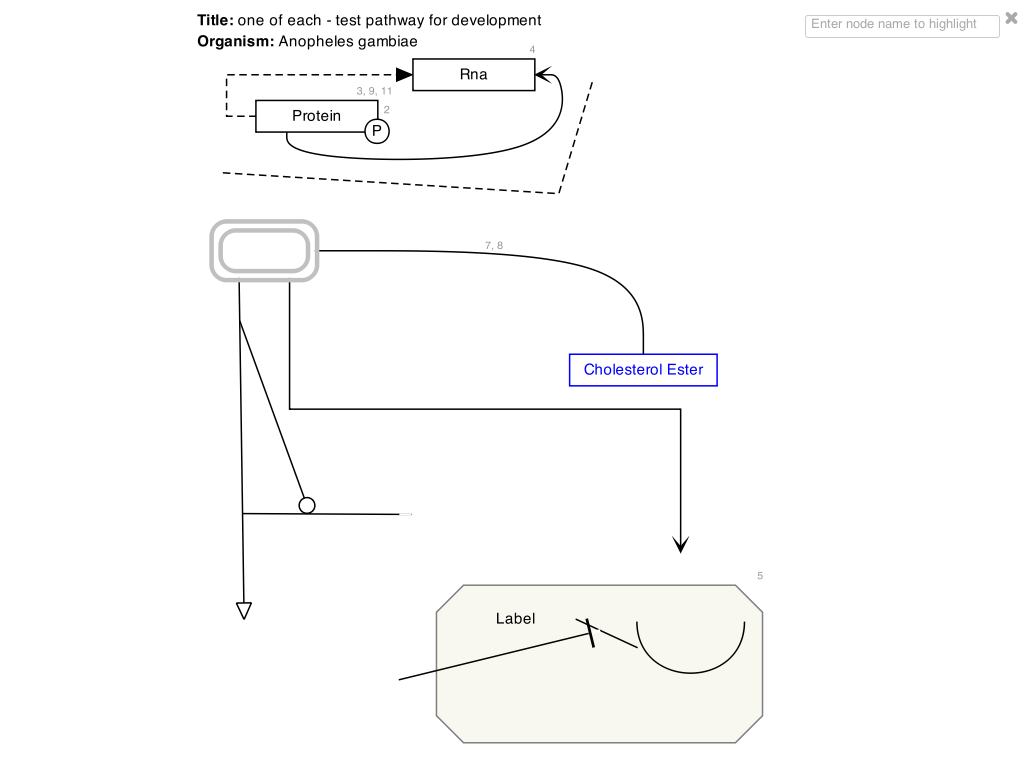 Title: one of each - test pathway for development
Enter node name to highlight
Organism: Anopheles gambiae
4
Rna
3, 9, 11
2
Protein
P
7, 8
Cholesterol Ester
5
Label